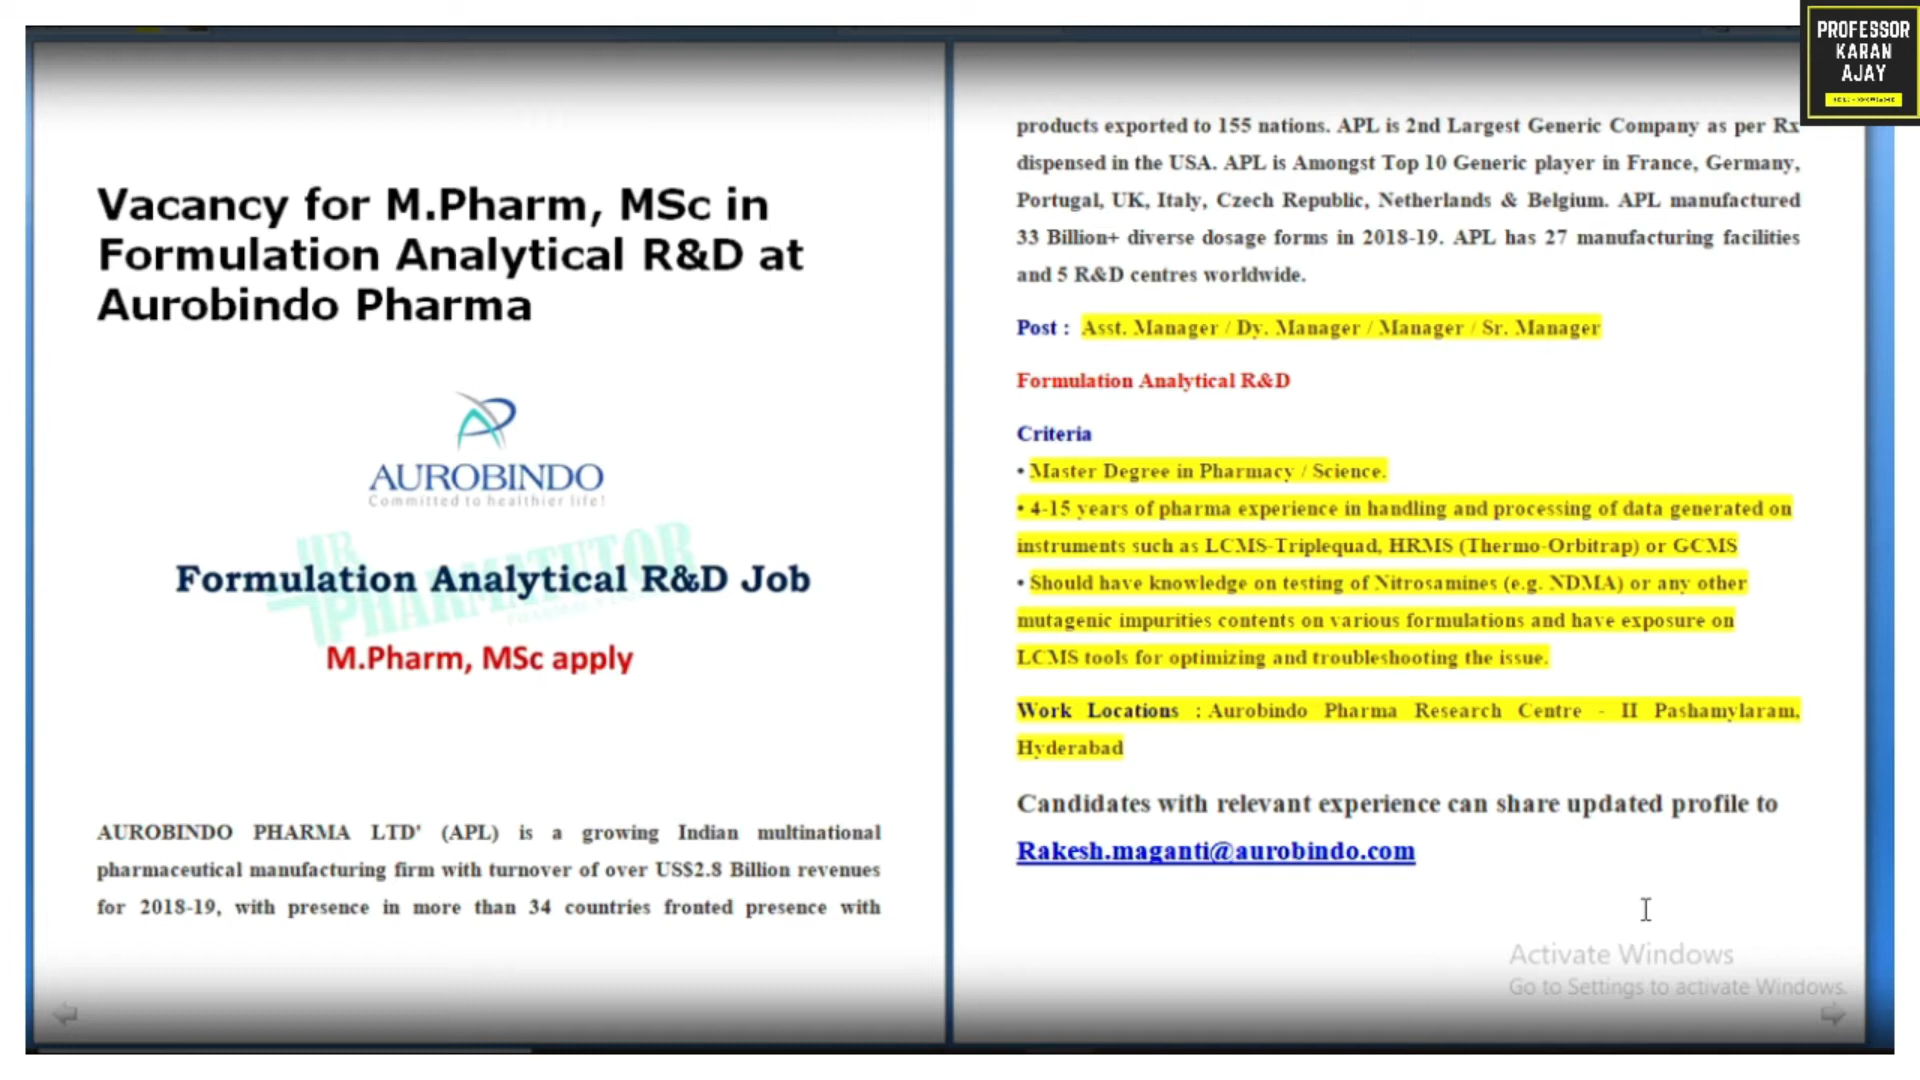 PROFESSOR
KARAN
AJAY
Vacancy for M.Pharm, MSc in
Formulation Analytical R&D at
Aurobindo Pharma
AUROBINDO
Committed to healthier life!
HR
PHARMATUTOR
Formulation Analytical R&D Job
M.Pharm, MSc apply
AUROBINDO PHARMA LTD' (APL) is a growing Indian multinational
pharmaceutical manufacturing firm with turnover of over US$2.8 Billion revenues
for 2018-19, with presence in more than 34 countries fronted presence with
products exported to 155 nations. APL is 2nd Largest Generic Company as per Rx
dispensed in the USA. APL is Amongst Top 10 Generic player in France, Germany,
Portugal, UK, Italy, Czech Republic, Netherlands & Belgium. APL manufactured
33 Billion+ diverse dosage forms in 2018-19. APL has 27 manufacturing facilities
and 5 R&D centres worldwide.
Post : Asst. Manager / Dy. Manager / Manager / Sr. Manager
Formulation Analytical R&D
Criteria
• Master Degree in Pharmacy / Science.
• 4-15 years of pharma experience in handling and processing of data generated on
instruments such as LCMS-Triplequad, HRMS (Thermo-Orbitrap) or GCMS
• Should have knowledge on testing of Nitrosamines (e.g. NDMA) or any other
mutagenic impurities contents on various formulations and have exposure on
LCMS tools for optimizing and troubleshooting the issue.
Work Locations : Aurobindo Pharma Research Centre - II Pashamylaram,
Hyderabad
Candidates with relevant experience can share updated profile to
Rakesh.maganti@aurobindo.com
Activate Windows
Go to Settings to activate Windows.